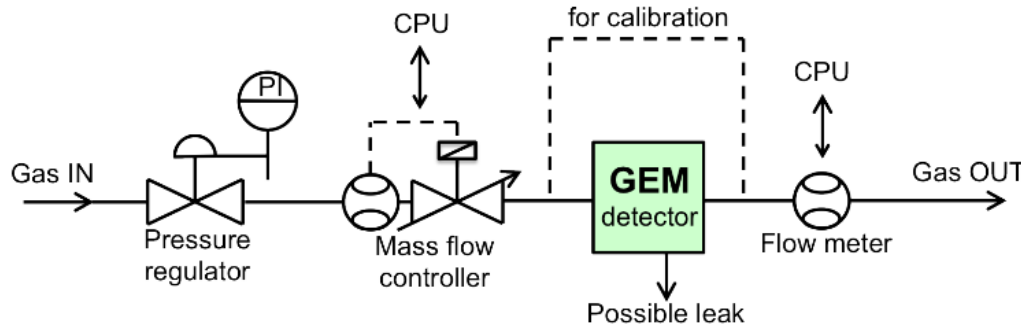 for calibration
CPU
CPU
PI
Gas IN
GEM
detector
Gas OUT
Pressure
regulator
Mass flow
controller
Flow meter
Possible leak